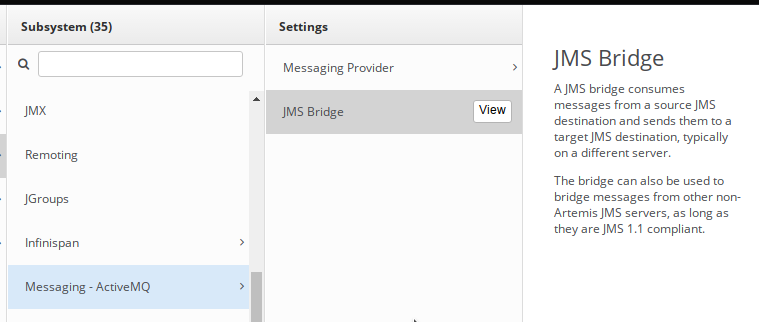 Subsystem (35)
JMX
Remoting
JGroups
Infinispan
Messaging - ActiveMQ
Settings
Messaging Provider
JMS Bridge
View
JMS Bridge
A JMS bridge consumes
messages from a source JMS
destination and sends them to a
target JMS destination, typically
on a different server.
The bridge can also be used to
bridge messages from other non-
Artemis JMS servers, as long as
they are JMS 1.1 compliant.